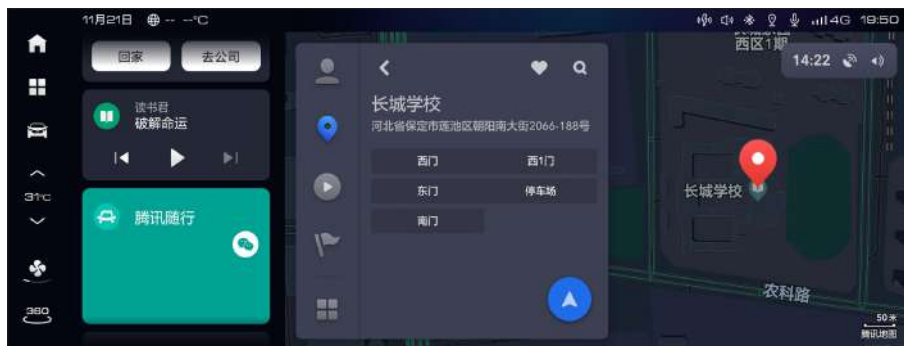 11月21日 -- --°C
4G 19:50
回家
去公司
读书君
破解命运
31°C
腾讯随行
360
长城学校
河北省保定市莲池区朝阳南大街2066-188号
西门
西1门
东门
停车场
南门
西区1期
14:22
长城学校
农科路
50米
腾讯地图